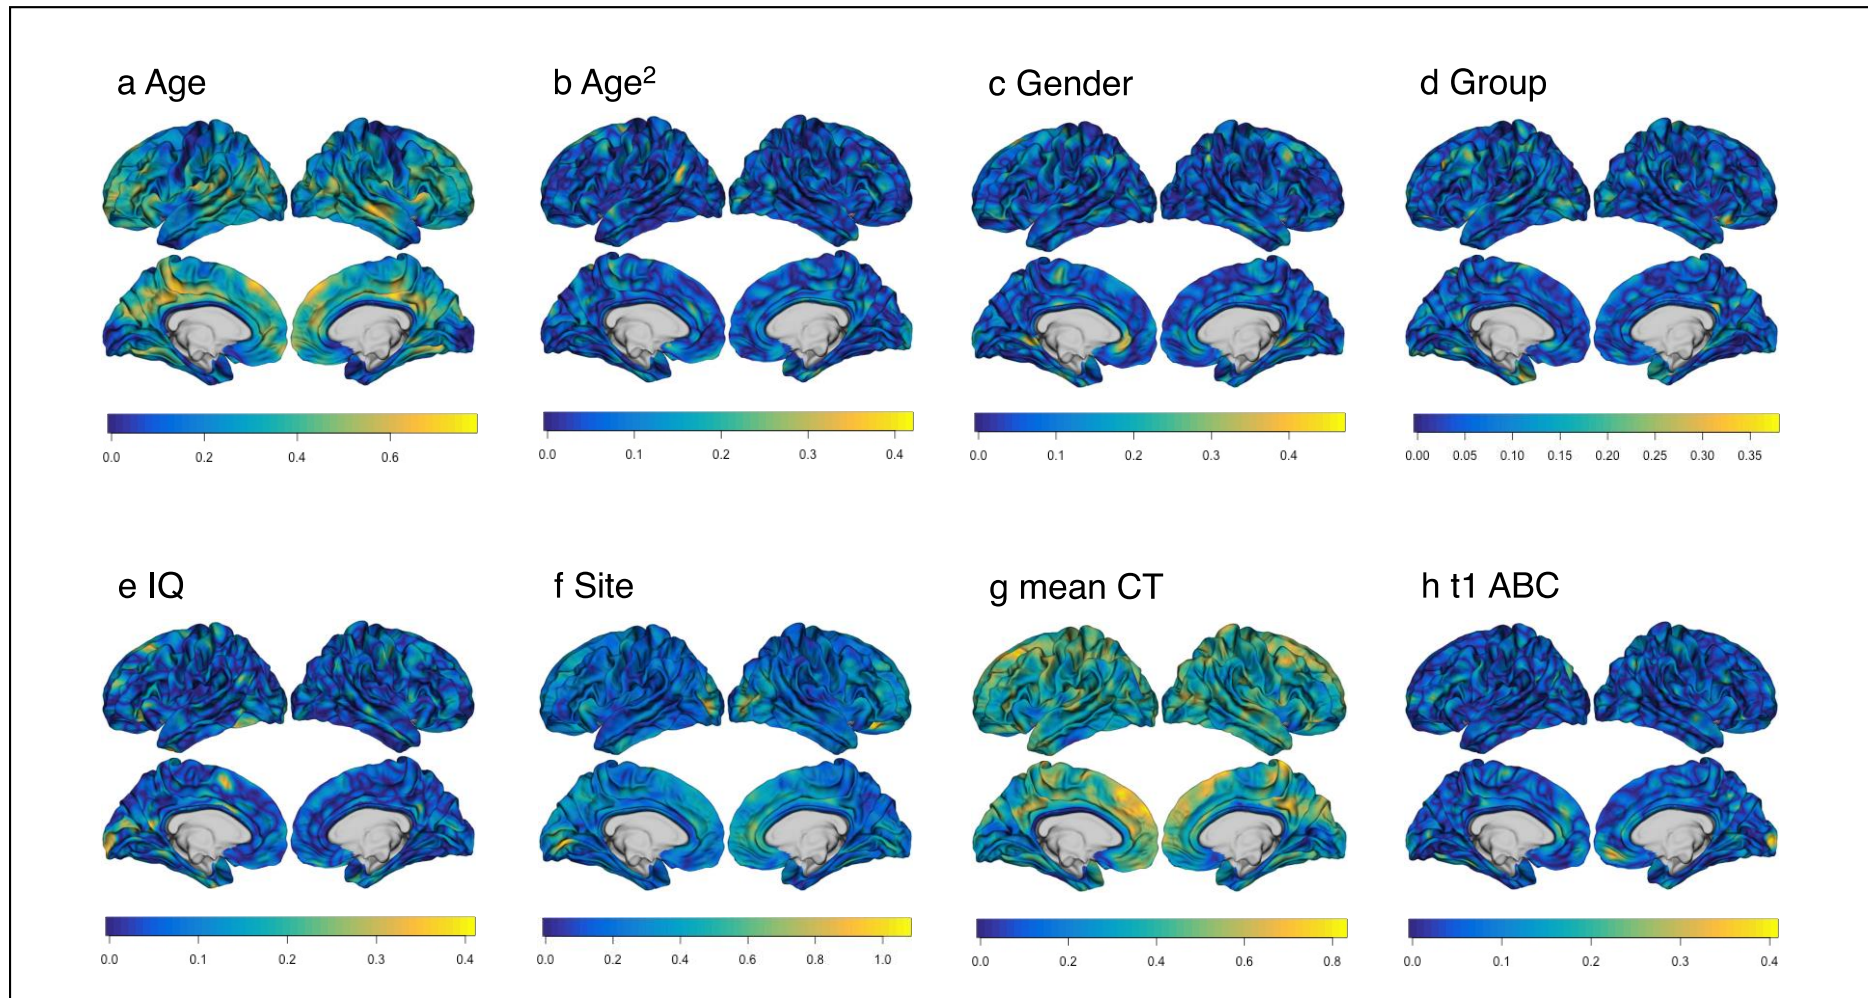 a Age
b Age²
c Gender
d Group
0.0 0.2 0.4 0.6
0.0 0.1 0.2 0.3 0.4
0.0 0.1 0.2 0.3 0.4
0.00 0.05 0.10 0.15 0.20 0.25 0.30 0.35
e IQ
f Site
g mean CT
h t1 ABC
0.0 0.1 0.2 0.3 0.4
0.0 0.2 0.4 0.6 0.8 1.0
0.0 0.2 0.4 0.6 0.8
0.0 0.1 0.2 0.3 0.4